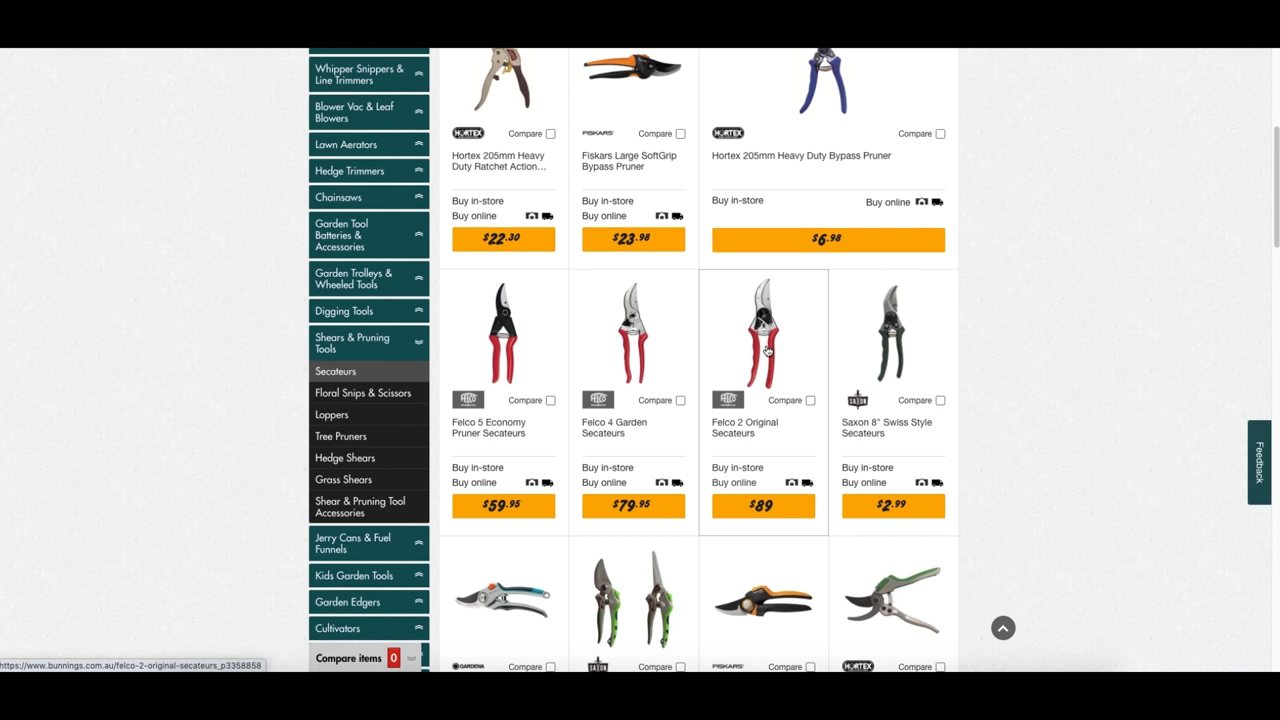 Whipper Snippers &
Line Trimmers
Blower Vac & Leaf
Blowers
Lawn Aerators
Hedge Trimmers
Chainsaws
Garden Tool
Batteries &
Accessories
Garden Trolleys &
Wheeled Tools
Digging Tools
Shears & Pruning
Tools
Secateurs
Floral Snips & Scissors
Loppers
Tree Pruners
Hedge Shears
Grass Shears
Shear & Pruning Tool
Accessories
Jerry Cans & Fuel
Funnels
Kids Garden Tools
Garden Edgers
Cultivators
Compare items 0
https://www.bunnings.com.au/felco-2-original-secateurs_p3358858
HORTEX Compare
Hortex 205mm Heavy
Duty Ratchet Action...
Buy in-store
Buy online
$22.30
FISKARS Compare
Fiskars Large SoftGrip
Bypass Pruner
Buy in-store
Buy online
$23.98
HORTEX Compare
Hortex 205mm Heavy Duty Bypass Pruner
Buy in-store Buy online
$6.98
FELCO Compare
Felco 5 Economy
Pruner Secateurs
Buy in-store
Buy online
$59.95
FELCO Compare
Felco 4 Garden
Secateurs
Buy in-store
Buy online
$79.95
FELCO Compare
Felco 2 Original
Secateurs
Buy in-store
Buy online
$89
SAXON Compare
Saxon 8" Swiss Style
Secateurs
Buy in-store
Buy online
$2.99
GARDENA Compare
SAXON Compare
FISKARS Compare
HORTEX Compare
Feedback